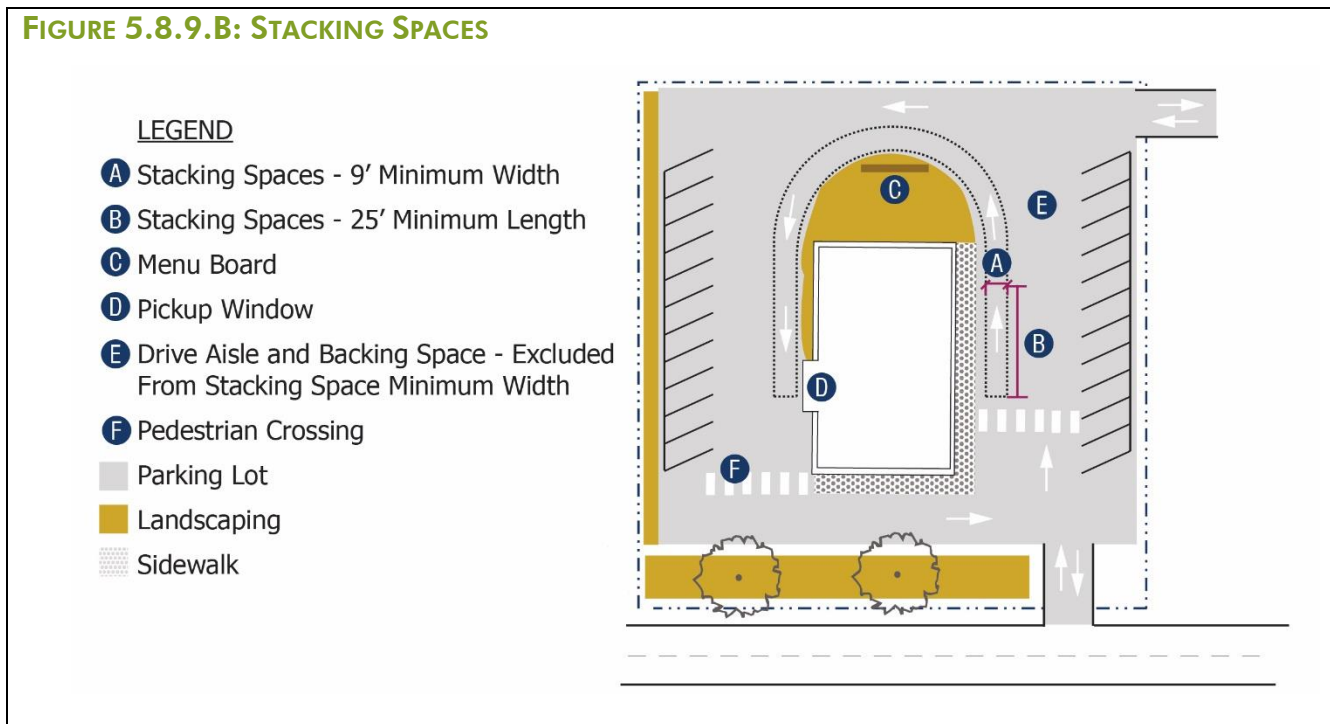 FIGURE 5.8.9.B: STACKING SPACES
LEGEND
A Stacking Spaces - 9' Minimum Width
B Stacking Spaces - 25' Minimum Length
C Menu Board
D Pickup Window
E Drive Aisle and Backing Space - Excluded
From Stacking Space Minimum Width
F Pedestrian Crossing
Parking Lot
Landscaping
Sidewalk
C
E
A
B
D
F